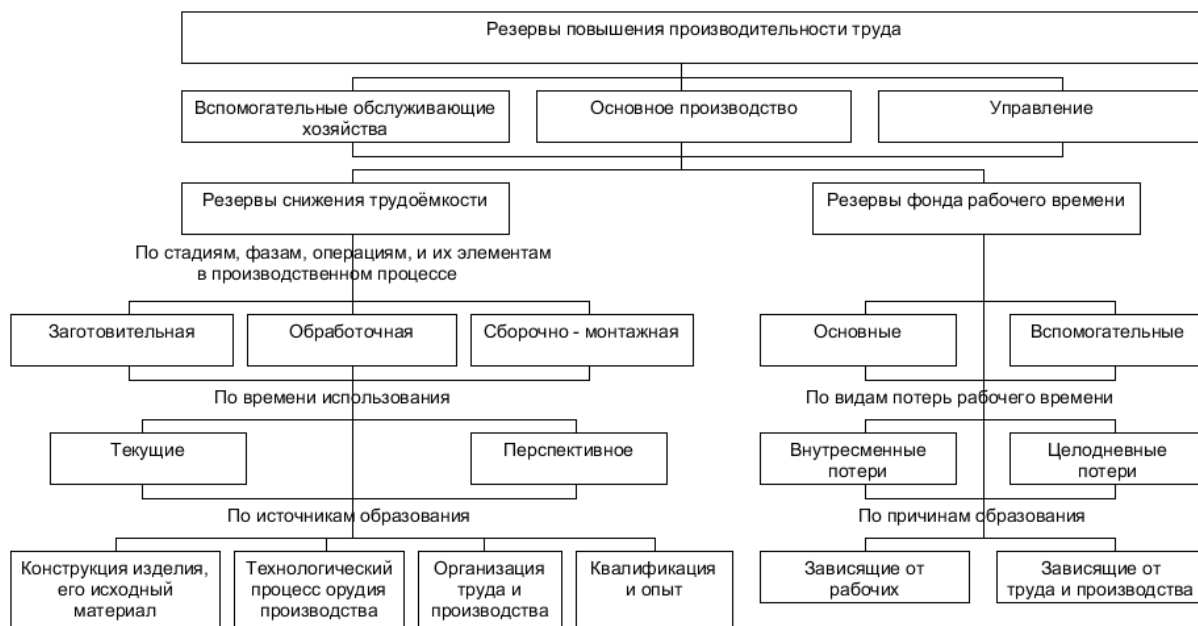 Резервы повышения производительности труда
Вспомогательные обслуживающие
хозяйства
Основное производство
Управление
Резервы снижения трудоёмкости
Резервы фонда рабочего времени
По стадиям, фазам, операциям, и их элементам
в производственном процессе
Заготовительная
Обработочная
Сборочно - монтажная
Основные
Вспомогательные
По времени использования
По видам потерь рабочего времени
Текущие
Перспективное
Внутресменные
потери
Целодневные
потери
По источникам образования
По причинам образования
Конструкция изделия,
его исходный
материал
Технологический
процесс орудия
производства
Организация
труда и
производства
Квалификация
и опыт
Зависящие от
рабочих
Зависящие от
труда и производства